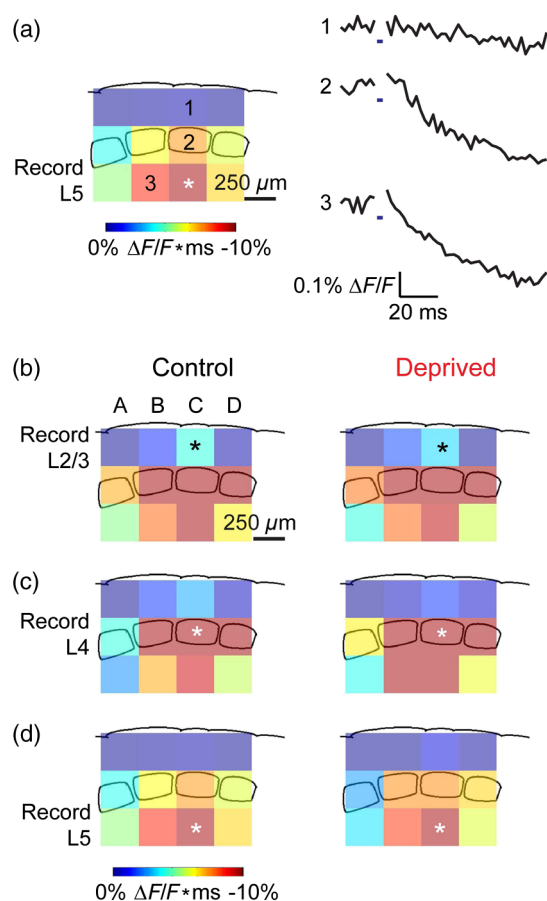 (a)
1
2
3
*
Record
L5
250 µm
0% ΔF/F*ms -10%
1
2
3
0.1% ΔF/F
20 ms
(b)
Control
Deprived
A B C D
Record
L2/3
*
*
250 µm
(c)
Record
L4
*
*
(d)
Record
L5
*
*
0% ΔF/F*ms -10%